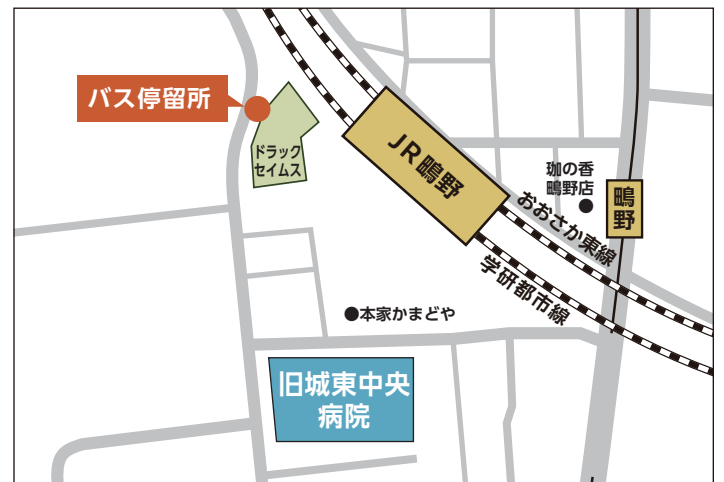 バス停留所
ドラック
セイムス
JR鴫野
珈の香
鴫野店
鴫野
おおさか東線
学研都市線
●本家かまどや
旧城東中央
病院